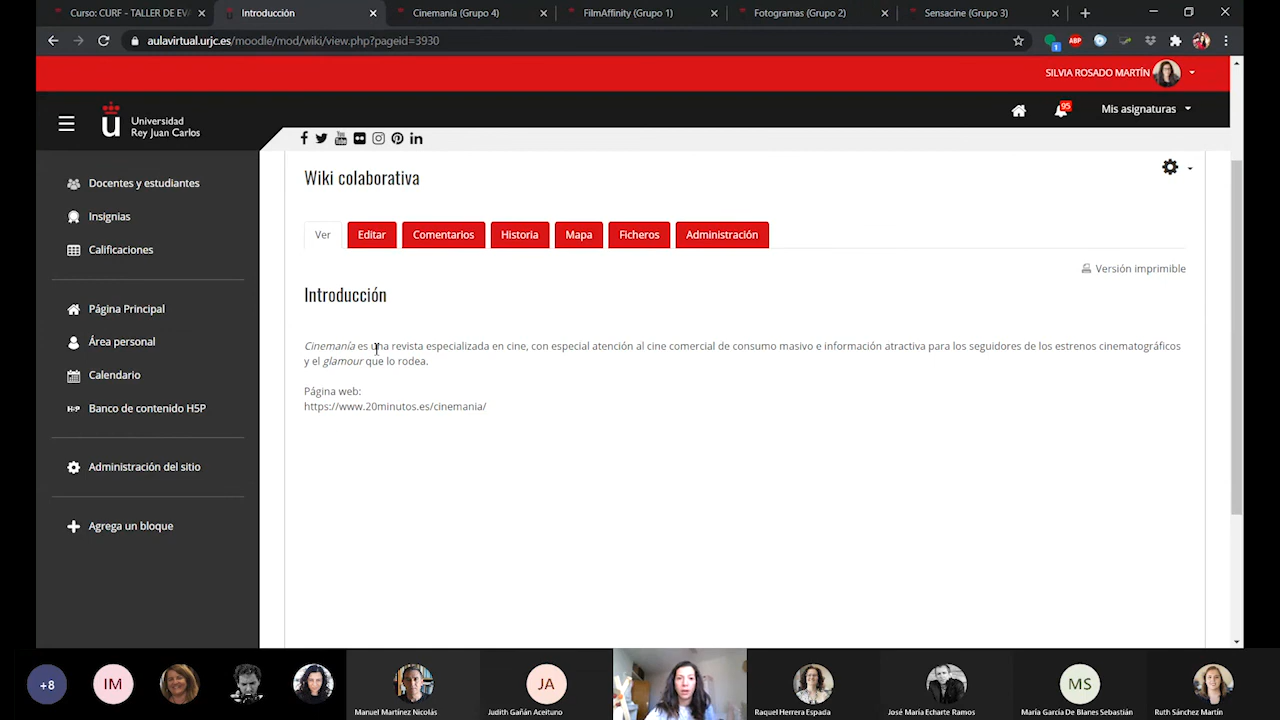 Curso: CURF – TALLER DE EVA
Introducción
Cinemanía (Grupo 4)
FilmAffinity (Grupo 1)
Fotogramas (Grupo 2)
Sensacine (Grupo 3)
aulavirtual.urjc.es/moodle/mod/wiki/view.php?pageid=3930
1
ABP
SILVIA ROSADO MARTÍN
u Universidad
Rey Juan Carlos
95
Mis asignaturas
You Tube
Docentes y estudiantes
Insignias
Calificaciones
Página Principal
Área personal
Calendario
H-P Banco de contenido H5P
Administración del sitio
Agrega un bloque
Wiki colaborativa
Ver
Editar
Comentarios
Historia
Mapa
Ficheros
Administración
Versión imprimible
Introducción
Cinemanía es una revista especializada en cine, con especial atención al cine comercial de consumo masivo e información atractiva para los seguidores de los estrenos cinematográficos
y el glamour que lo rodea.
Página web:
https://www.20minutos.es/cinemania/
+8
IM
Manuel Martínez Nicolás
JA
Judith Gañán Aceituno
Raquel Herrera Espada
José María Echarte Ramos
MS
María García De Blanes Sebastián
Ruth Sánchez Martín